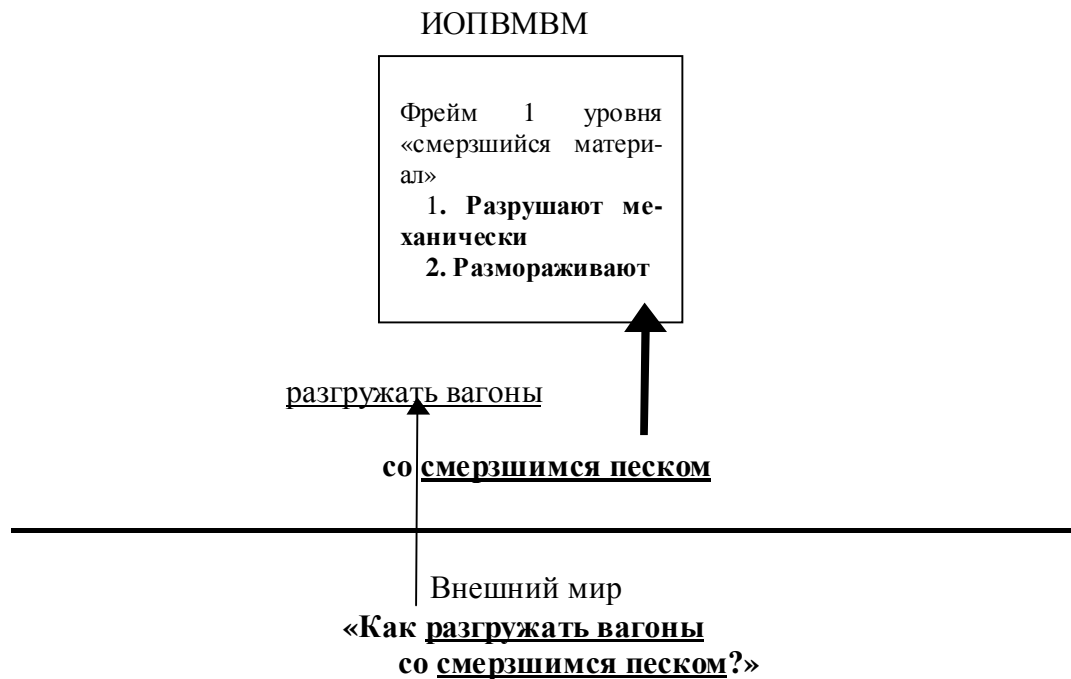 ИОПВМВМ
Фрейм 1 уровня
«смерзшийся матери-
ал»
1. Разрушают ме-
ханически
2. Размораживают
разгружать вагоны
со смерзшимся песком
Внешний мир
«Как разгружать вагоны
со смерзшимся песком?»